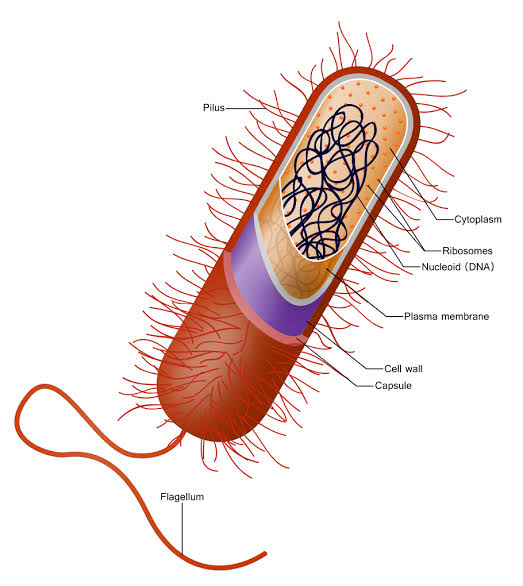 Pilus
Cytoplasm
Ribosomes
Nucleoid (DNA)
Plasma membrane
Cell wall
Capsule
Flagellum